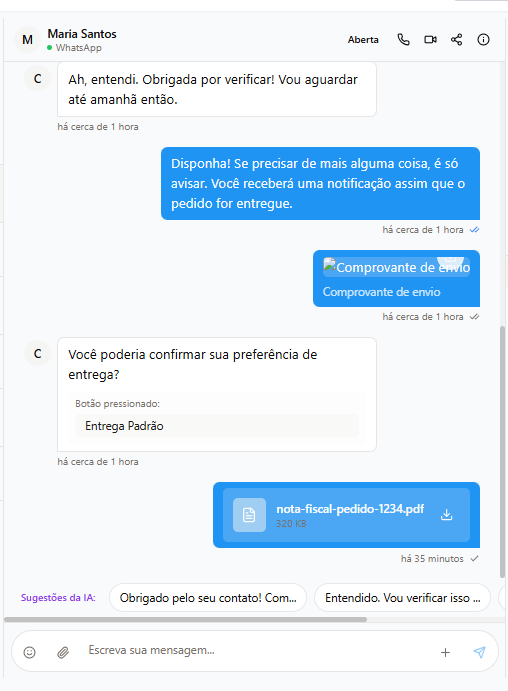 M
Maria Santos
WhatsApp
Aberta
C
Ah, entendi. Obrigada por verificar! Vou aguardar
até amanhã então.
há cerca de 1 hora
Disponha! Se precisar de mais alguma coisa, é só
avisar. Você receberá uma notificação assim que o
pedido for entregue.
há cerca de 1 hora
Comprovante de envio
Comprovante de envio
há cerca de 1 hora
C
Você poderia confirmar sua preferência de
entrega?
Botão pressionado:
Entrega Padrão
há cerca de 1 hora
nota-fiscal-pedido-1234.pdf
320 KB
há 35 minutos
Sugestões da IA:
Obrigado pelo seu contato! Com...
Entendido. Vou verificar isso ...
Escreva sua mensagem...